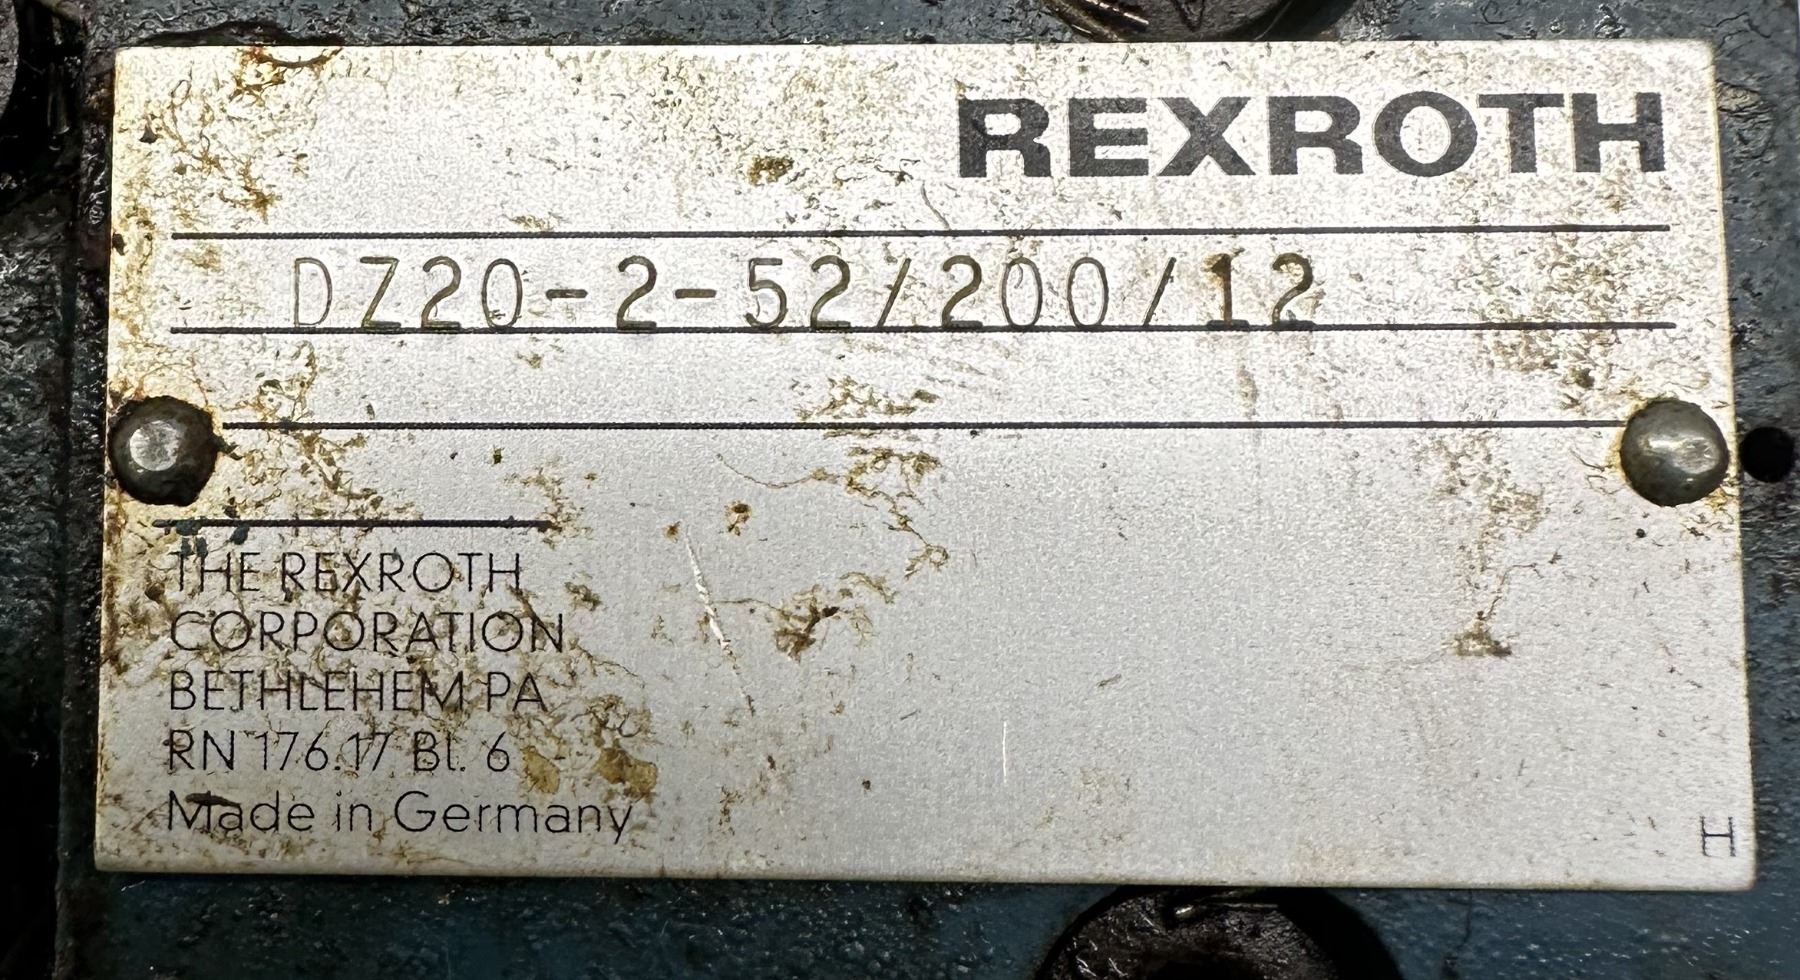 REXROTH
DZ20-2-52/200/12
THE REXROTH
CORPORATION
BETHLEHEM PA
RN 176.17 Bl. 6
Made in Germany
H